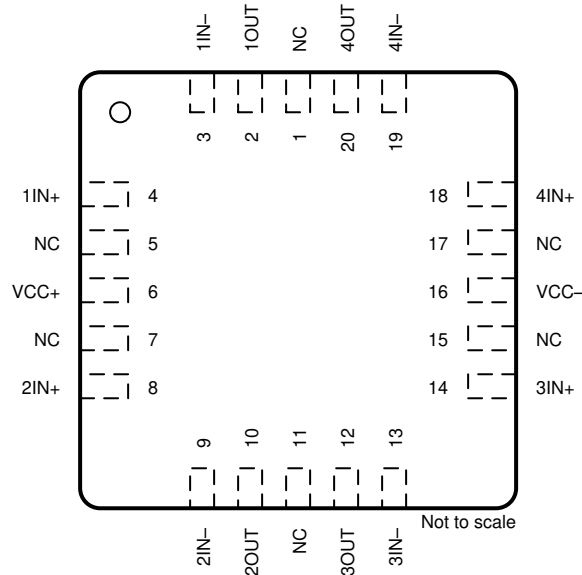 1IN–
1OUT
NC
4OUT
4IN–
3
2
1
20
19
1IN+ 4
NC 5
VCC+ 6
NC 7
2IN+ 8
18 4IN+
17 NC
16 VCC–
15 NC
14 3IN+
9
10
11
12
13
2IN–
2OUT
NC
3OUT
3IN–
Not to scale